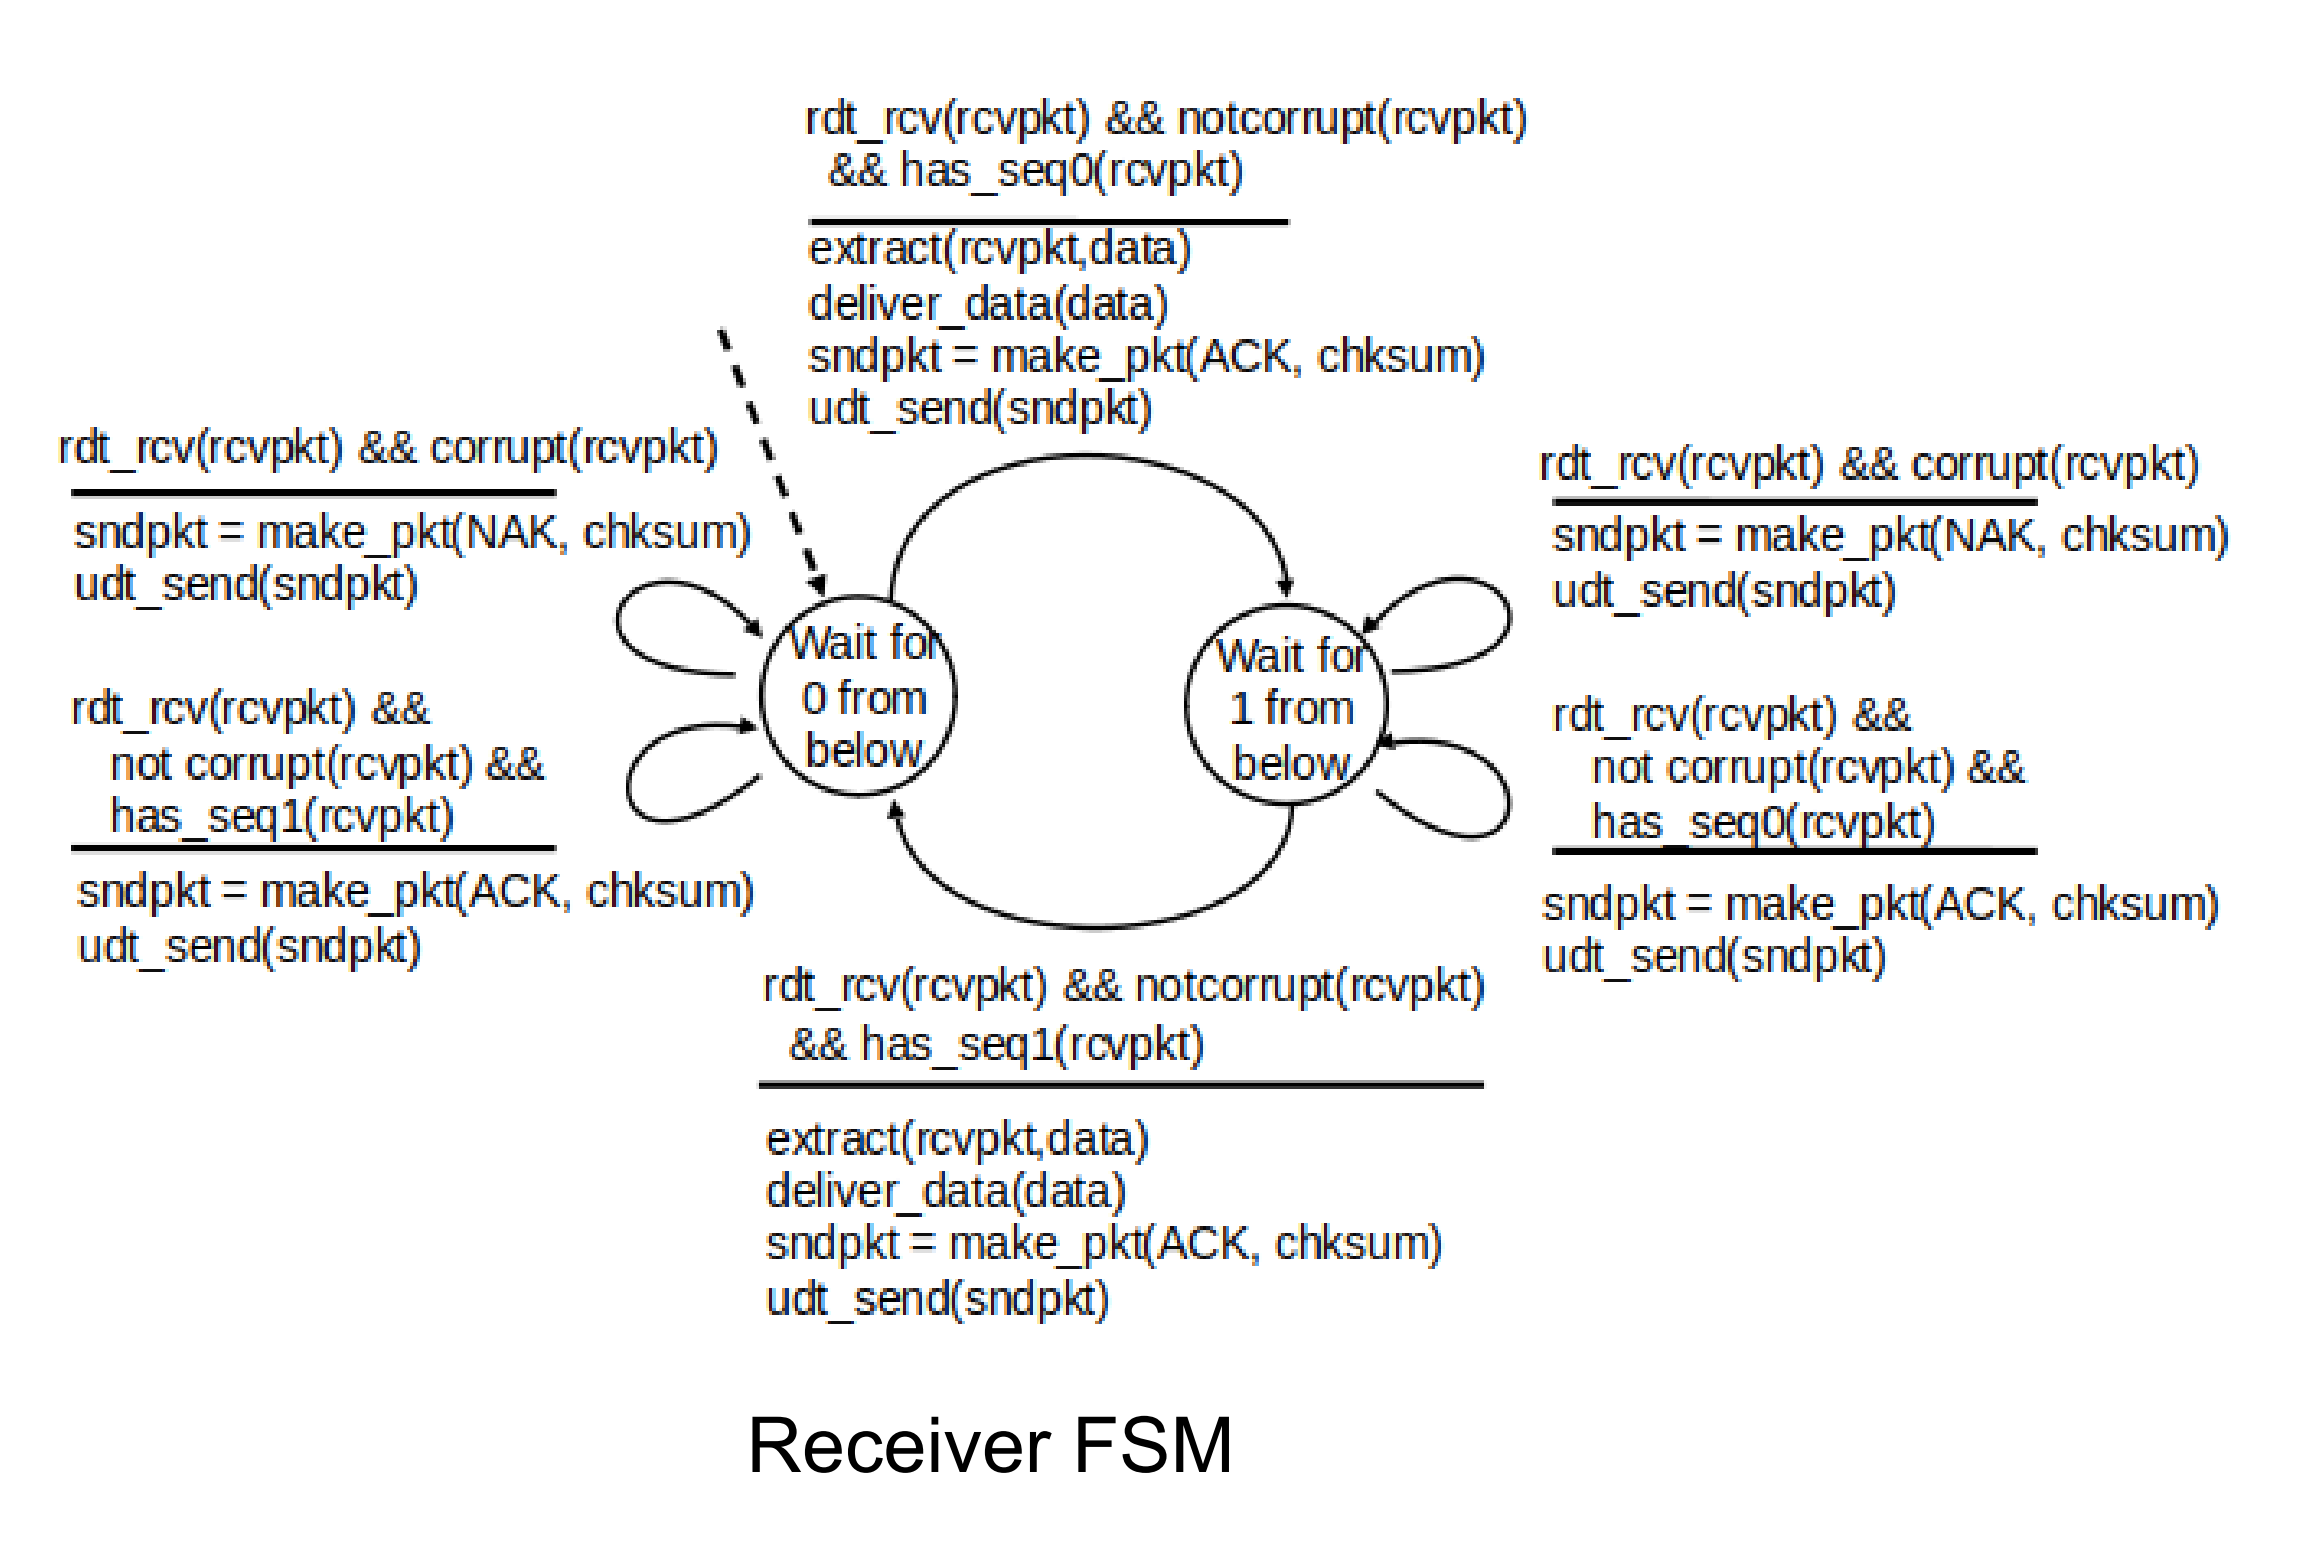 rdt_rcv(rcvpkt) && notcorrupt(rcvpkt)
&& has_seq0(rcvpkt)
extract(rcvpkt,data)
deliver_data(data)
sndpkt = make_pkt(ACK, chksum)
udt_send(sndpkt)
rdt_rcv(rcvpkt) && corrupt(rcvpkt)
sndpkt = make_pkt(NAK, chksum)
udt_send(sndpkt)
rdt_rcv(rcvpkt) &&
not corrupt(rcvpkt) &&
has_seq1(rcvpkt)
sndpkt = make_pkt(ACK, chksum)
udt_send(sndpkt)
Wait for
0 from
below
Wait for
1 from
below
rdt_rcv(rcvpkt) && corrupt(rcvpkt)
sndpkt = make_pkt(NAK, chksum)
udt_send(sndpkt)
rdt_rcv(rcvpkt) &&
not corrupt(rcvpkt) &&
has_seq0(rcvpkt)
sndpkt = make_pkt(ACK, chksum)
udt_send(sndpkt)
rdt_rcv(rcvpkt) && notcorrupt(rcvpkt)
&& has_seq1(rcvpkt)
extract(rcvpkt,data)
deliver_data(data)
sndpkt = make_pkt(ACK, chksum)
udt_send(sndpkt)
Receiver FSM